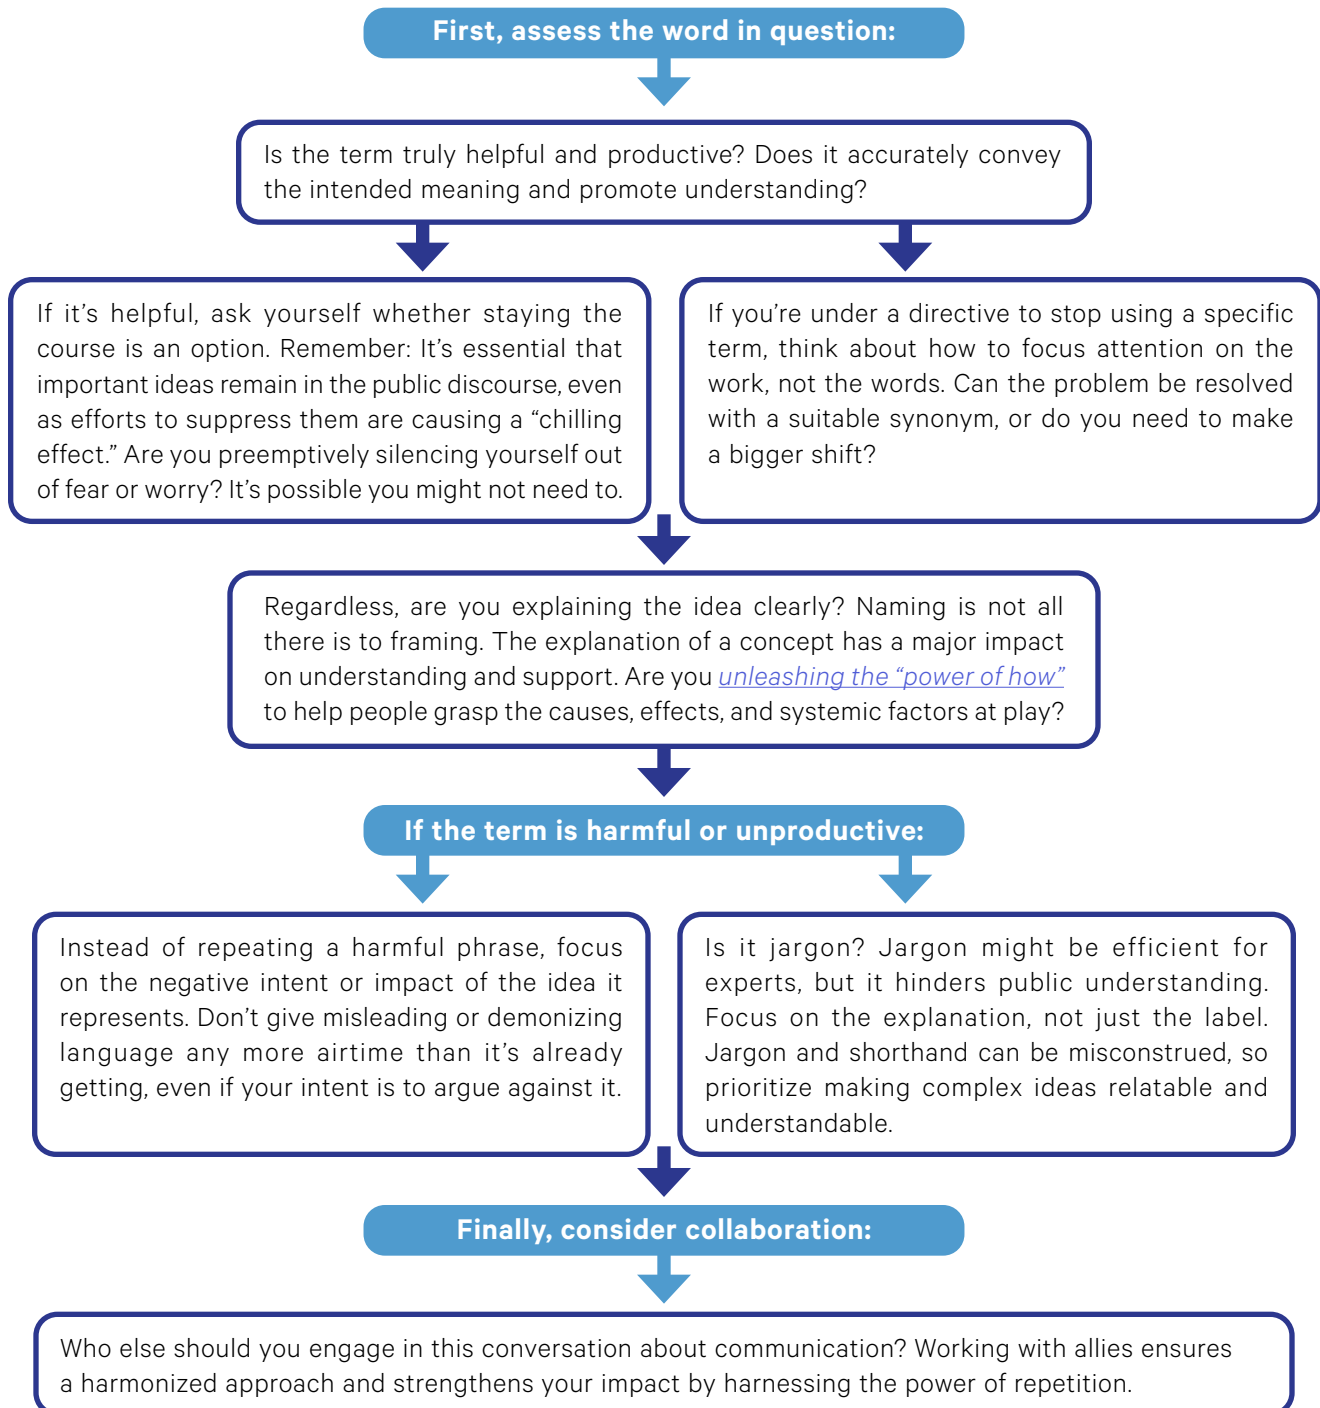 First, assess the word in question:
Is the term truly helpful and productive? Does it accurately convey
the intended meaning and promote understanding?
If it’s helpful, ask yourself whether staying the
course is an option. Remember: It’s essential that
important ideas remain in the public discourse, even
as efforts to suppress them are causing a “chilling
effect.” Are you preemptively silencing yourself out
of fear or worry? It’s possible you might not need to.
If you’re under a directive to stop using a specific
term, think about how to focus attention on the
work, not the words. Can the problem be resolved
with a suitable synonym, or do you need to make
a bigger shift?
Regardless, are you explaining the idea clearly? Naming is not all
there is to framing. The explanation of a concept has a major impact
on understanding and support. Are you unleashing the “power of how”
to help people grasp the causes, effects, and systemic factors at play?
If the term is harmful or unproductive:
Instead of repeating a harmful phrase, focus
on the negative intent or impact of the idea it
represents. Don’t give misleading or demonizing
language any more airtime than it’s already
getting, even if your intent is to argue against it.
Is it jargon? Jargon might be efficient for
experts, but it hinders public understanding.
Focus on the explanation, not just the label.
Jargon and shorthand can be misconstrued, so
prioritize making complex ideas relatable and
understandable.
Finally, consider collaboration:
Who else should you engage in this conversation about communication? Working with allies ensures
a harmonized approach and strengthens your impact by harnessing the power of repetition.